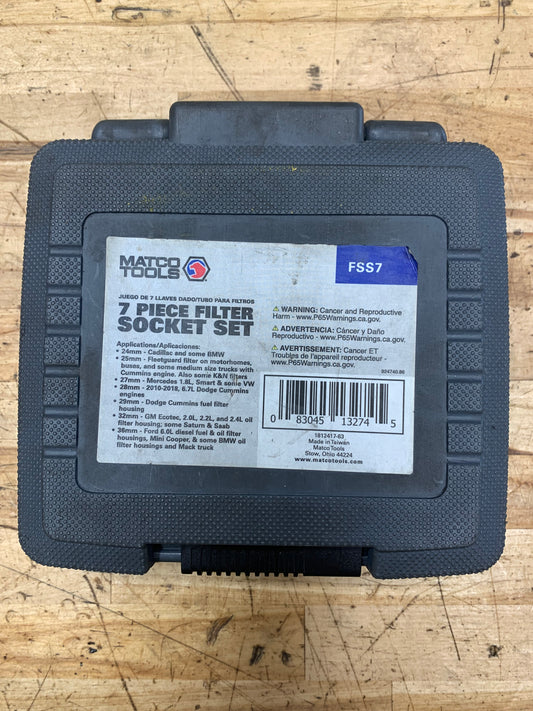 MATCO
TOOLS
FSS7
JUEGO DE 7 LLAVES DADO/TUBO PARA FILTROS
7 PIECE FILTER
SOCKET SET
Applications/Aplicaciones:
• 24mm - Cadillac and some BMW
• 25mm - Fleetguard filter on motorhomes,
buses, and some medium size trucks with
Cummins engine. Also some K&N filters
• 27mm - Mercedes 1.8L, Smart & some VW
• 28mm - 2010-2018, 6.7L Dodge Cummins
engines
• 29mm - Dodge Cummins fuel filter
housing
• 32mm - GM Ecotec, 2.0L, 2.2L, and 2.4L oil
filter housing; some Saturn & Saab
• 36mm - Ford 6.0L diesel fuel & oil filter
housings, Mini Cooper, & some BMW oil
filter housings and Mack truck
WARNING: Cancer and Reproductive
Harm - www.P65Warnings.ca.gov.
ADVERTENCIA: Cáncer y Daño
Reproductivo - www.P65Warnings.ca.gov.
AVERTISSEMENT: Cancer ET
Troubles de l'appareil reproducteur -
www.P65Warnings.ca.gov.
0 83045 13274 5
1812417-63
Made in Taiwan
Matco Tools
Stow, Ohio 44224
www.matcotools.com